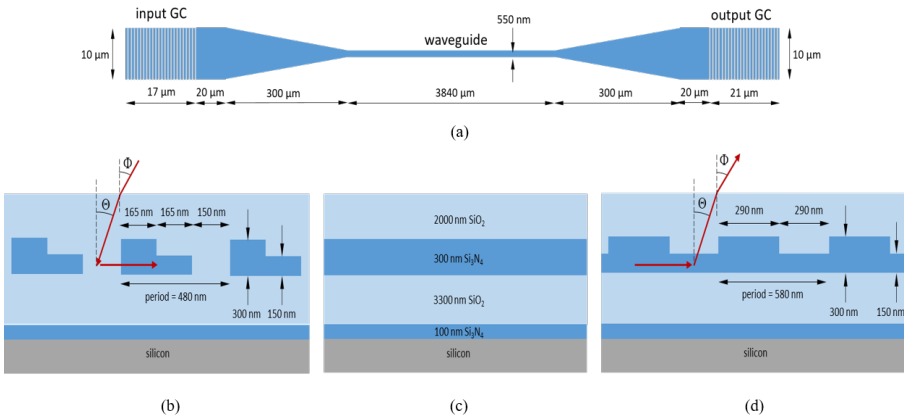 input GC
output GC
550 nm
waveguide
10 µm
10 µm
17 µm
20 µm
300 µm
3840 µm
300 µm
20 µm
21 µm
(a)
Φ
Θ
165 nm
165 nm
150 nm
period = 480 nm
300 nm
150 nm
silicon
(b)
2000 nm SiO₂
300 nm Si₃N₄
3300 nm SiO₂
100 nm Si₃N₄
silicon
(c)
Φ
Θ
290 nm
290 nm
period = 580 nm
300 nm
150 nm
silicon
(d)